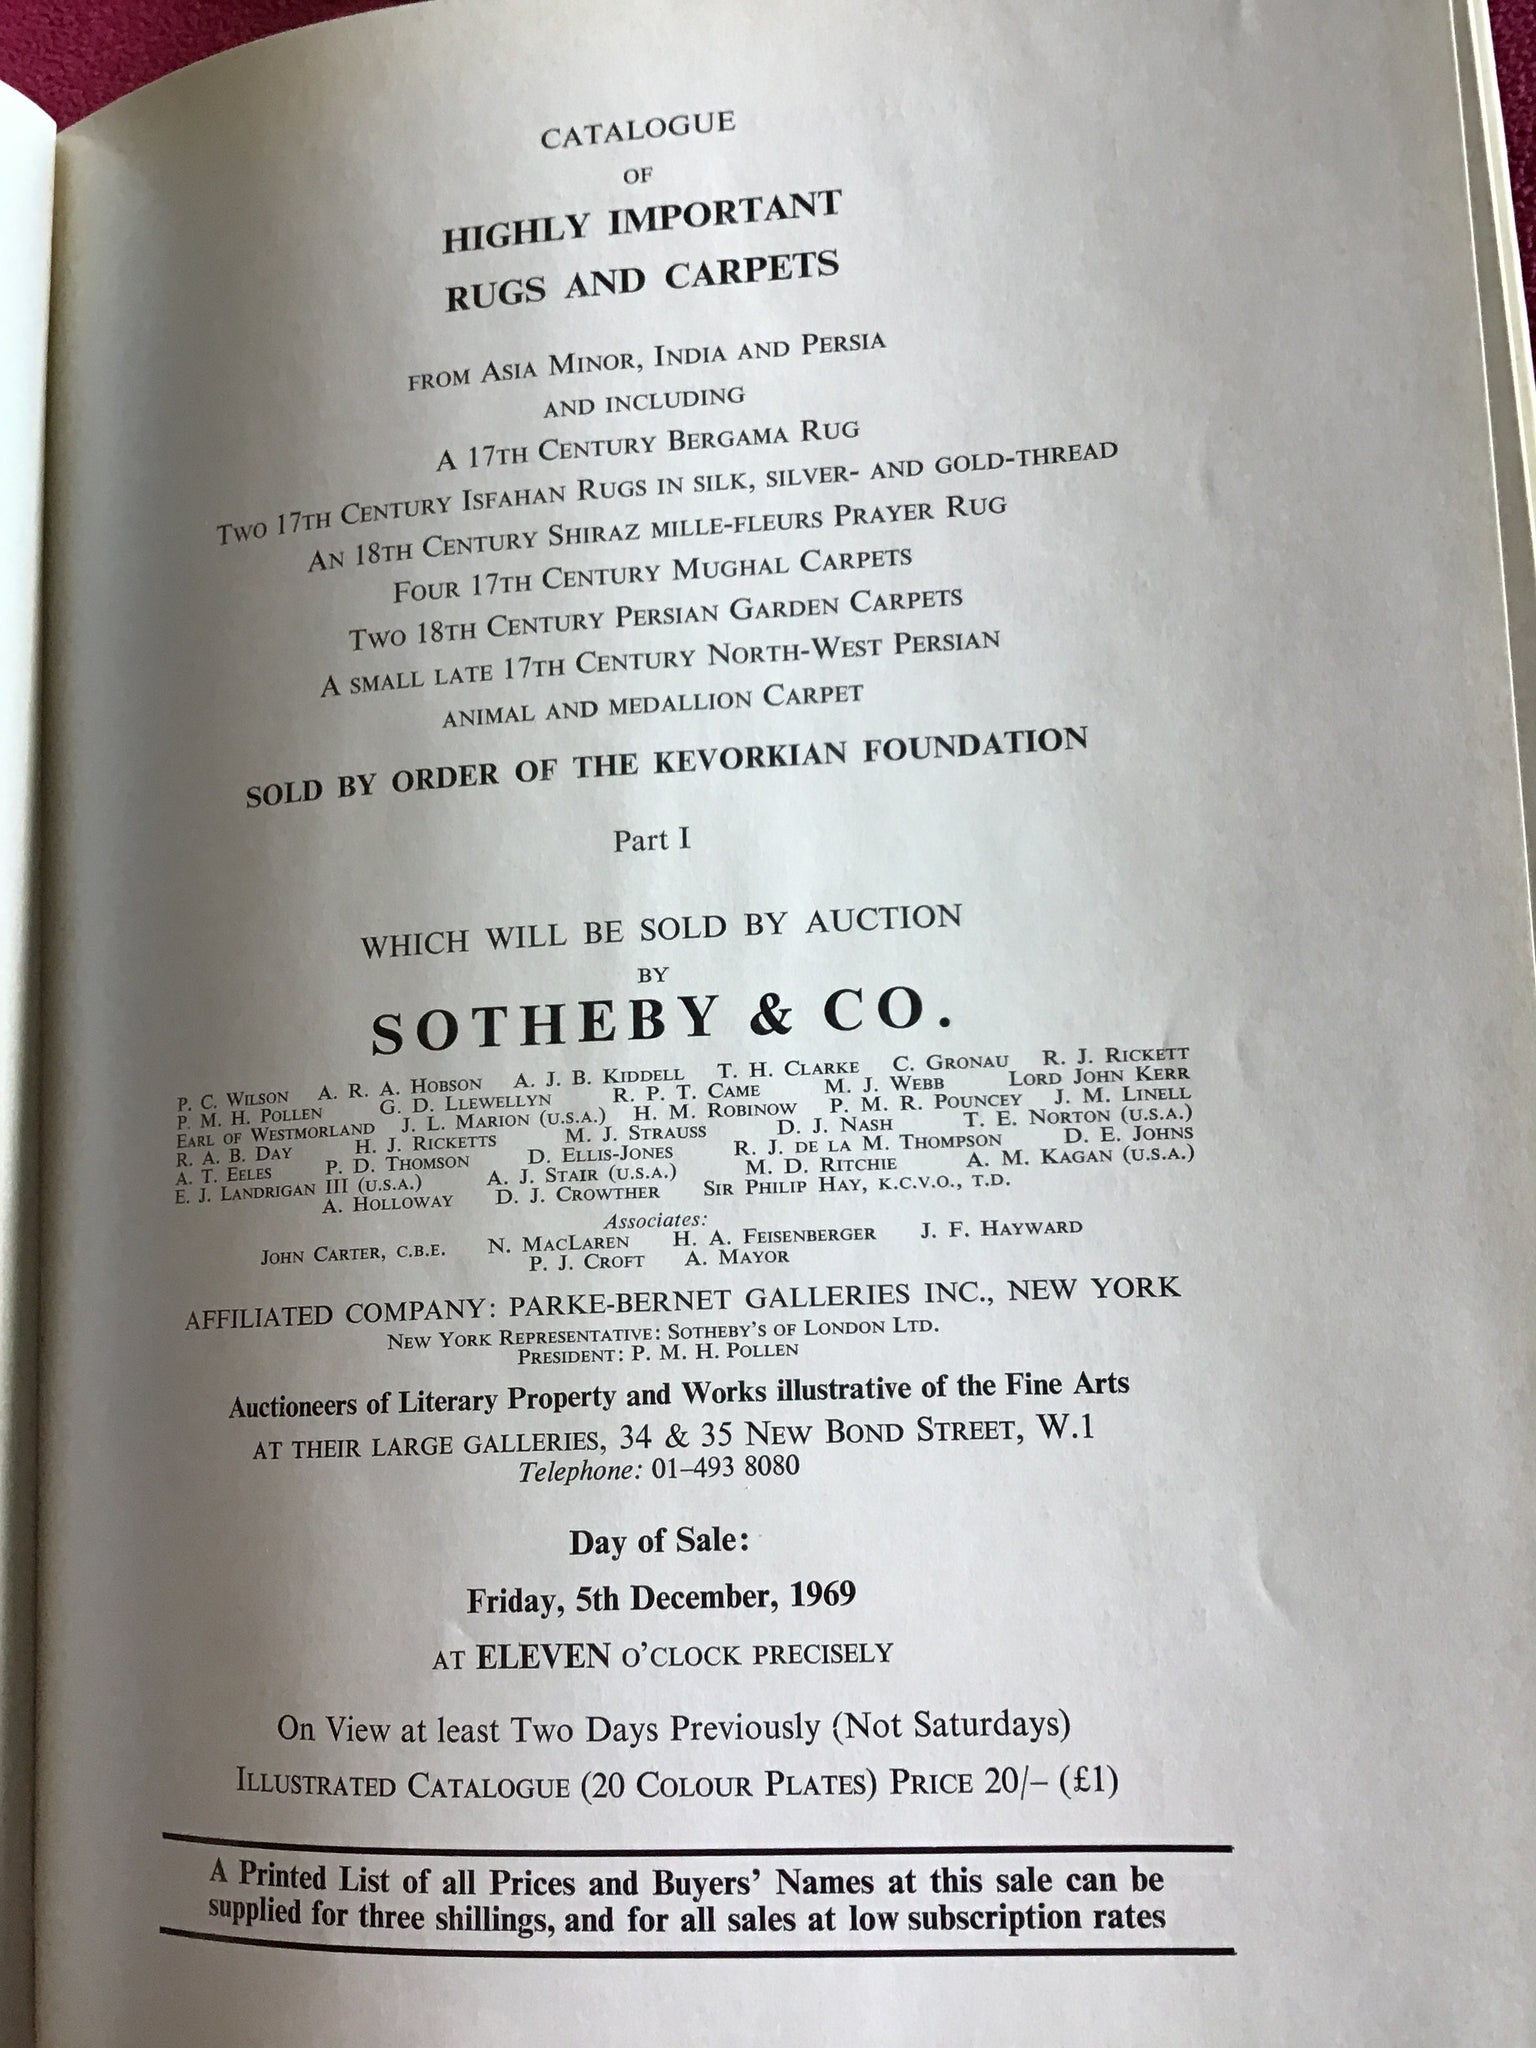 CATALOGUE
OF
HIGHLY IMPORTANT
RUGS AND CARPETS
FROM ASIA MINOR, INDIA AND PERSIA
AND INCLUDING
A 17TH CENTURY BERGAMA RUG
TWO 17TH CENTURY ISFAHAN RUGS IN SILK, SILVER- AND GOLD-THREAD
AN 18TH CENTURY SHIRAZ MILLE-FLEURS PRAYER RUG
FOUR 17TH CENTURY MUGHAL CARPETS
TWO 18TH CENTURY PERSIAN GARDEN CARPETS
A SMALL LATE 17TH CENTURY NORTH-WEST PERSIAN
ANIMAL AND MEDALLION CARPET
SOLD BY ORDER OF THE KEVORKIAN FOUNDATION
Part I
WHICH WILL BE SOLD BY AUCTION
BY
SOTHEBY & CO.
P. C. WILSON A. R. A. HOBSON A. J. B. KIDDELL T. H. CLARKE C. GRONAU R. J. RICKETT
P. M. H. POLLEN G. D. LLEWELLYN R. P. T. CAME M. J. WEBB LORD JOHN KERR
EARL OF WESTMORLAND J. L. MARION (U.S.A.) H. M. ROBINOW P. M. R. POUNCEY J. M. LINELL
R. A. B. DAY H. J. RICKETTS M. J. STRAUSS D. J. NASH T. E. NORTON (U.S.A.)
A. T. EELES P. D. THOMSON D. ELLIS-JONES R. J. DE LA M. THOMPSON D. E. JOHNS
E. J. LANDRIGAN III (U.S.A.) A. J. STAIR (U.S.A.) M. D. RITCHIE A. M. KAGAN (U.S.A.)
A. HOLLOWAY D. J. CROWTHER SIR PHILIP HAY, K.C.V.O., T.D.
Associates:
JOHN CARTER, C.B.E. N. MACLAREN H. A. FEISENBERGER J. F. HAYWARD
P. J. CROFT A. MAYOR
AFFILIATED COMPANY: PARKE-BERNET GALLERIES INC., NEW YORK
NEW YORK REPRESENTATIVE: SOTHEBY'S OF LONDON LTD.
PRESIDENT: P. M. H. POLLEN
Auctioneers of Literary Property and Works illustrative of the Fine Arts
AT THEIR LARGE GALLERIES, 34 & 35 NEW BOND STREET, W.1
Telephone: 01–493 8080
Day of Sale:
Friday, 5th December, 1969
AT ELEVEN O'CLOCK PRECISELY
On View at least Two Days Previously (Not Saturdays)
ILLUSTRATED CATALOGUE (20 COLOUR PLATES) PRICE 20/– (£1)
A Printed List of all Prices and Buyers' Names at this sale can be
supplied for three shillings, and for all sales at low subscription rates